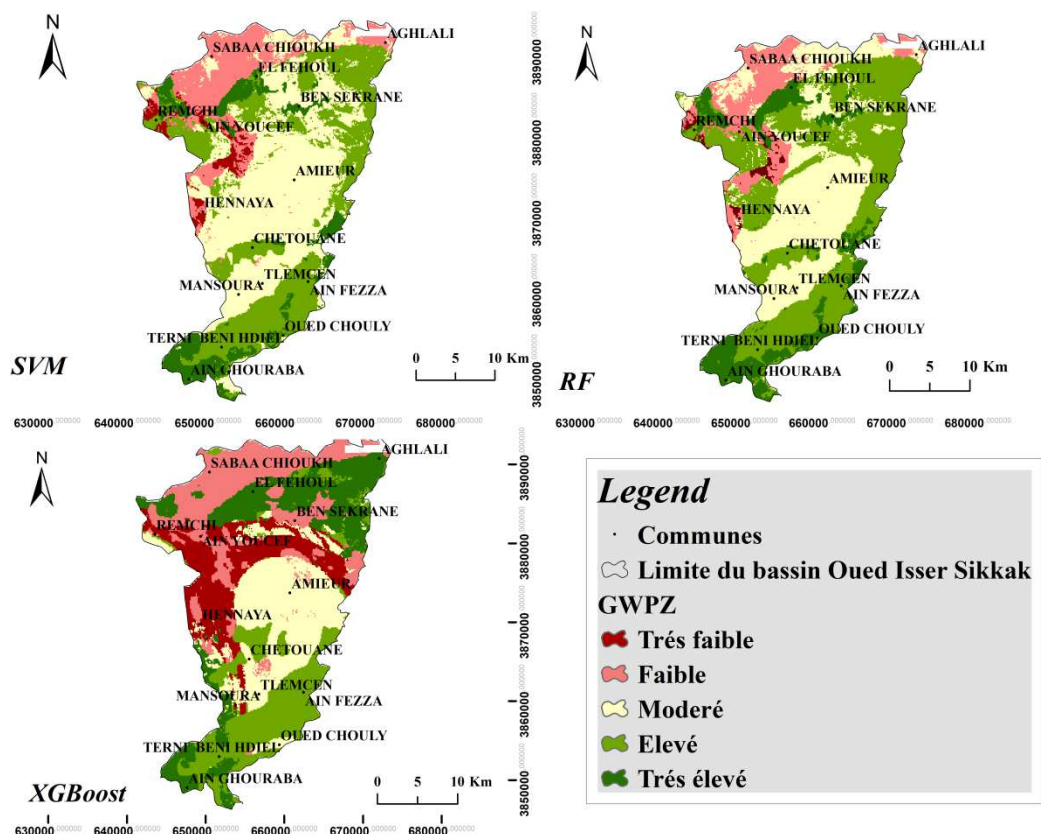 N
AGHLALI
SABAA CHIOUKH
EL FEHOUL
BEN SEKRANE
REMCHI
AIN YOUCEF
AMIEUR
HENNAYA
CHETOUANE
TLEMCEN
MANSOURA
AIN FEZZA
OUED CHOULY
TERNI BENI HDIEL
AIN GHOURABA
SVM
0 5 10 Km
3890000
3880000
3870000
3860000
3850000
630000 640000 650000 660000 670000 680000
N
AGHLALI
SABAA CHIOUKH
EL FEHOUL
BEN SEKRANE
REMCHI
AIN YOUCEF
AMIEUR
HENNAYA
CHETOUANE
TLEMCEN
MANSOURA
AIN FEZZA
OUED CHOULY
TERNI BENI HDIEL
AIN GHOURABA
RF
0 5 10 Km
3890000
3880000
3870000
3860000
3850000
630000 640000 650000 660000 670000 680000
N
AGHLALI
SABAA CHIOUKH
EL FEHOUL
BEN SEKRANE
REMCHI
AIN YOUCEF
AMIEUR
HENNAYA
CHETOUANE
TLEMCEN
MANSOURA
AIN FEZZA
OUED CHOULY
TERNI BENI HDIEL
AIN GHOURABA
XGBoost
0 5 10 Km
3890000
3880000
3870000
3860000
3850000
630000 640000 650000 660000 670000 680000
Legend
Communes
Limite du bassin Oued Isser Sikkak
GWPZ
Trés faible
Faible
Moderé
Elevé
Trés élevé